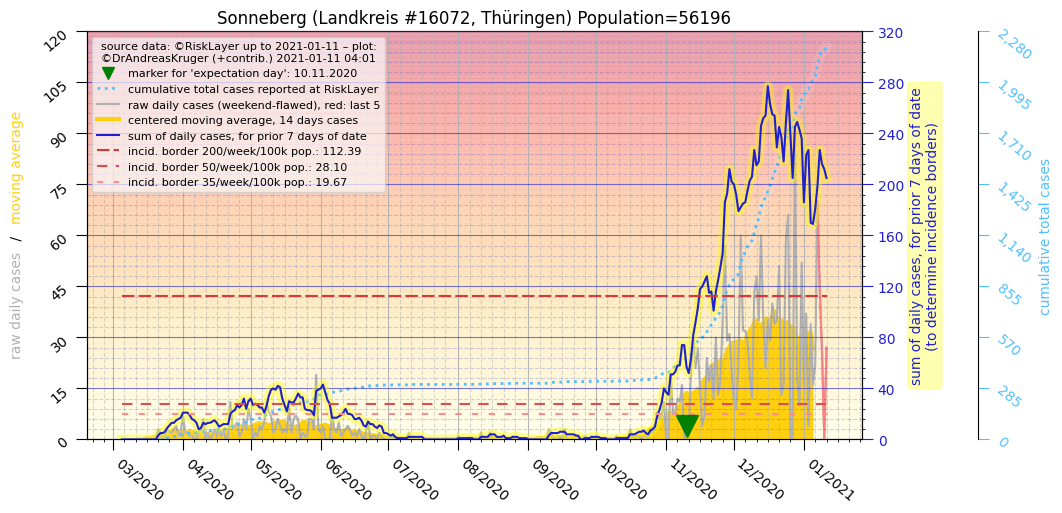 Sonneberg (Landkreis #16072, Thüringen) Population=56196
source data: ©RiskLayer up to 2021-01-11 – plot:
©DrAndreasKruger (+contrib.) 2021-01-11 04:01
marker for 'expectation day': 10.11.2020
cumulative total cases reported at RiskLayer
raw daily cases (weekend-flawed), red: last 5
centered moving average, 14 days cases
sum of daily cases, for prior 7 days of date
incid. border 200/week/100k pop.: 112.39
incid. border 50/week/100k pop.: 28.10
incid. border 35/week/100k pop.: 19.67
raw daily cases / moving average
120
105
90
75
60
45
30
15
0
03/2020
04/2020
05/2020
06/2020
07/2020
08/2020
09/2020
10/2020
11/2020
12/2020
01/2021
320
280
240
200
160
120
80
40
0
sum of daily cases, for prior 7 days of date
(to determine incidence borders)
2,280
1,995
1,710
1,425
1,140
855
570
285
0
cumulative total cases